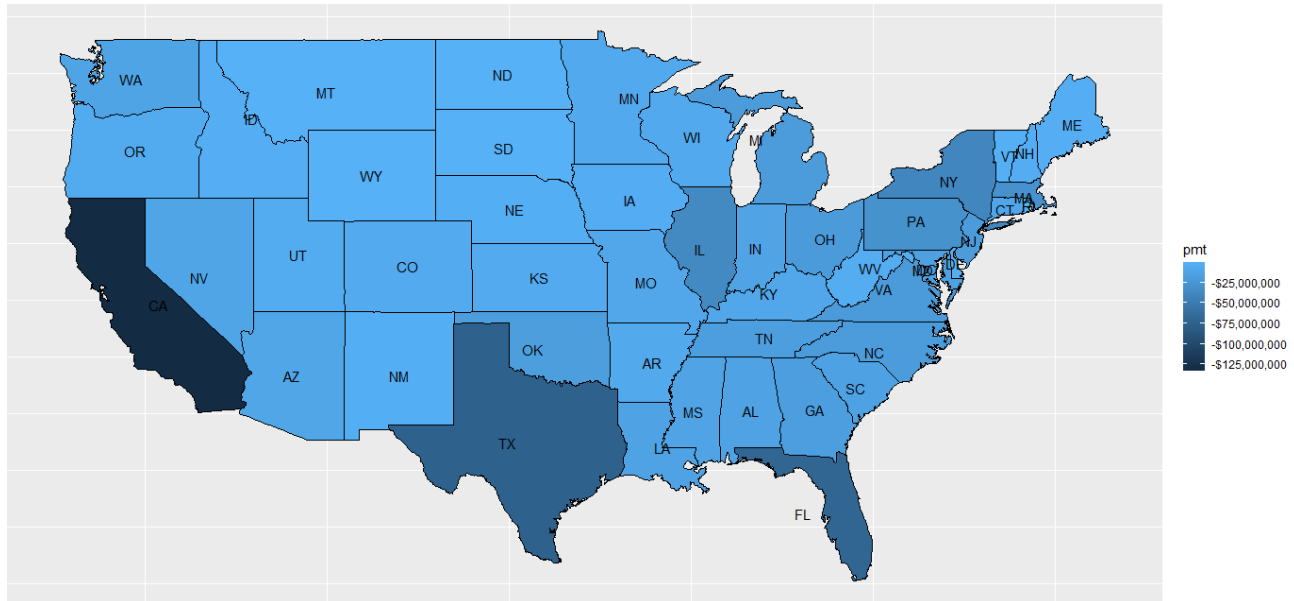 WA
MT
ND
MN
ME
ID
OR
SD
WI
MI
VT
NH
WY
NY
MA
NE
IA
CT
PA
NV
UT
CO
KS
MO
IL
IN
OH
NJ
WV
DE
KY
VA
CA
TN
NC
OK
AZ
NM
AR
SC
MS
AL
GA
TX
LA
FL
pmt
-$25,000,000
-$50,000,000
-$75,000,000
-$100,000,000
-$125,000,000